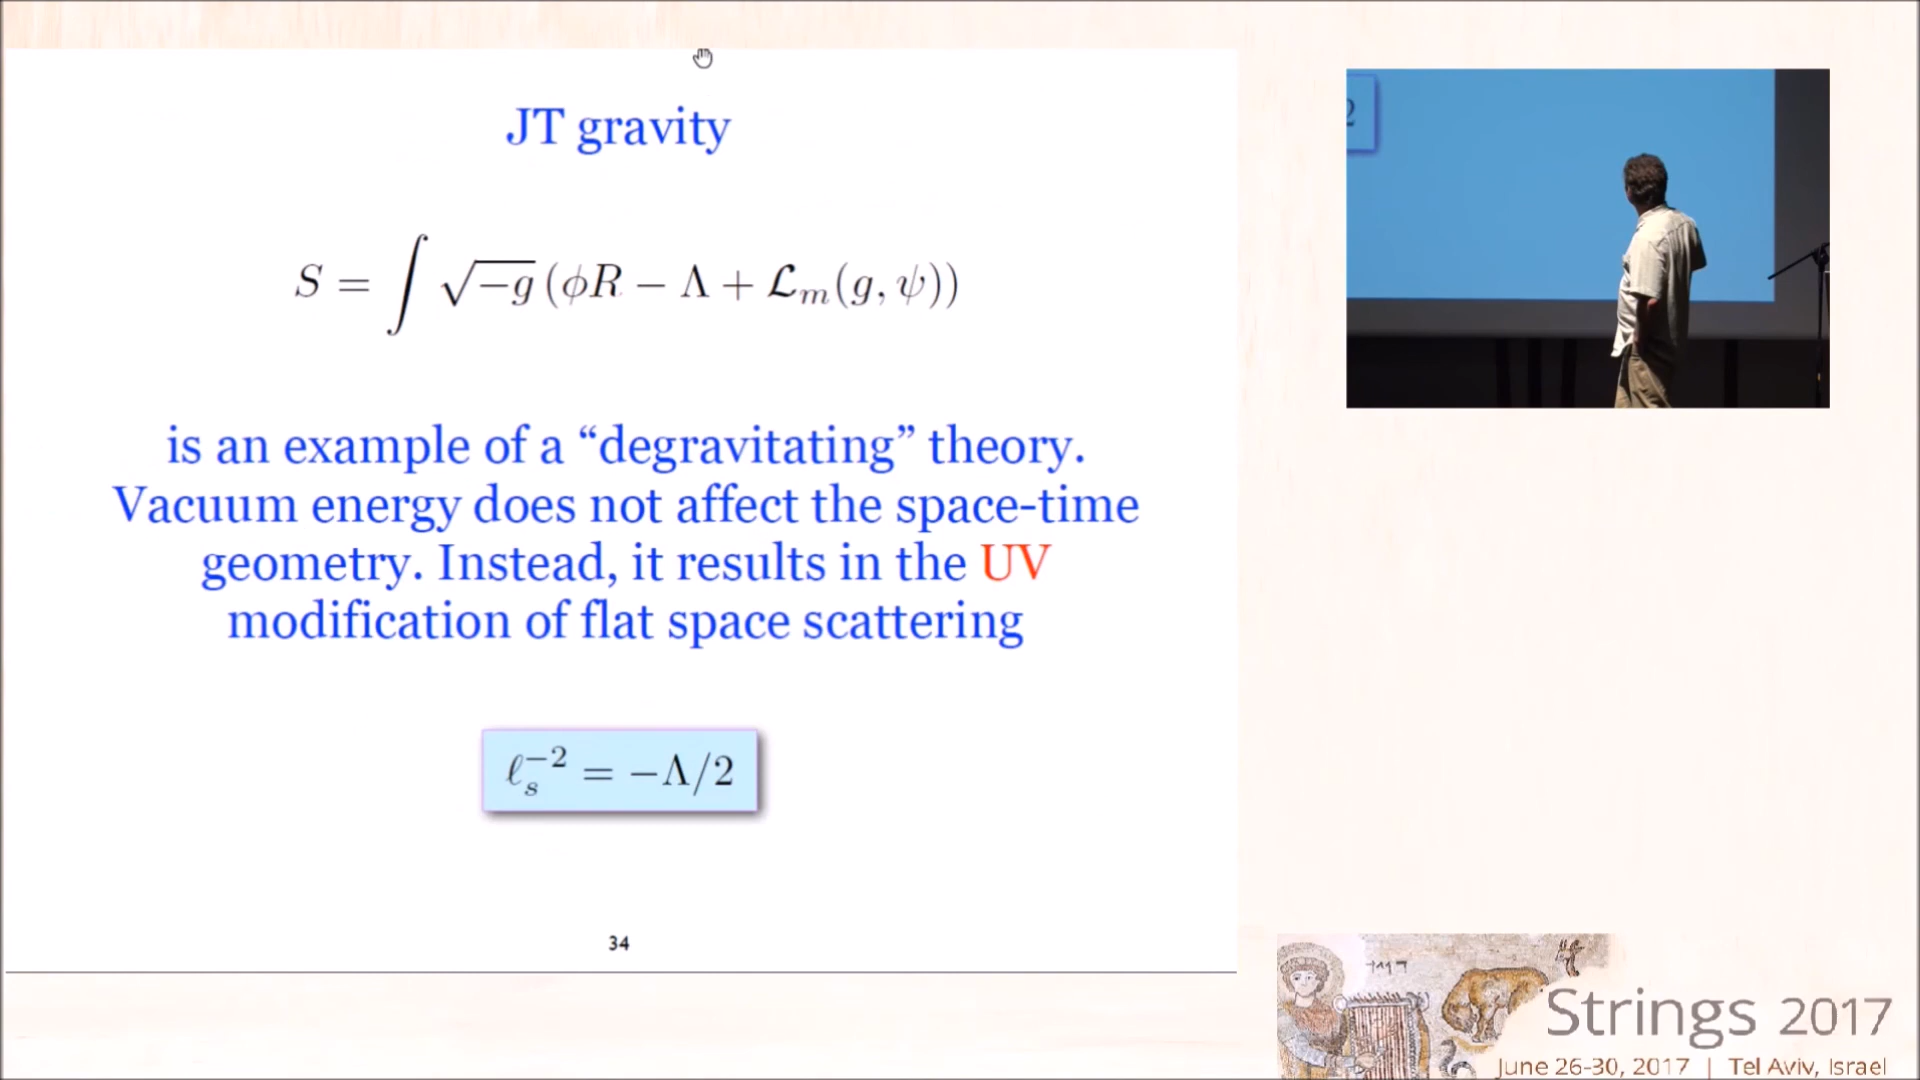 JT gravity
S = ∫ √−g (ϕR − Λ + ℒₘ(g, ψ))
is an example of a “degravitating” theory.
Vacuum energy does not affect the space-time
geometry. Instead, it results in the UV
modification of flat space scattering
ℓₛ⁻² = −Λ/2
34
2
Strings 2017
June 26-30, 2017 | Tel Aviv, Israel